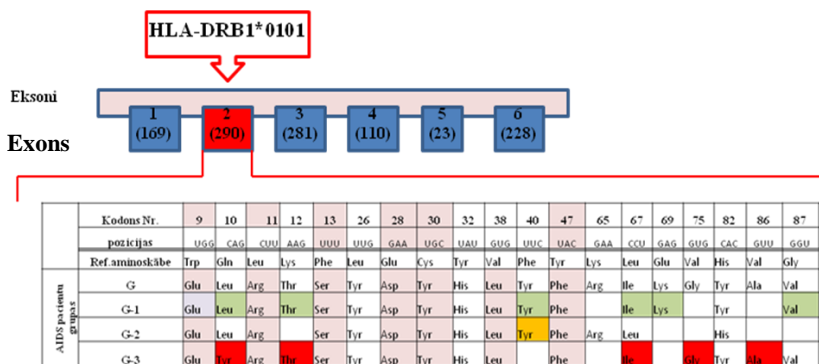 HLA-DRB1*0101
Eksoni
1 2 3 4 5 6
(169) (290) (281) (110) (23) (228)
Exons
Kodons Nr. 9 10 11 12 13 26 28 30 32 38 40 47 65 67 69 75 82 86 87
pozicijas UGG CAG CUU AAG UUU UUG GAA UGC UAU GUG UUC UAC GAA CCU GAG GUG CAC GUU GGU
Ref.aminoskābe Trp Gln Leu Lys Phe Leu Glu Cys Tyr Val Phe Tyr Lys Leu Glu Val His Val Gly
AIDS pacientu grupas
G Glu Leu Arg Thr Ser Tyr Asp Tyr His Leu Tyr Phe Arg Ile Lys Gly Tyr Ala Val
G-1 Glu Leu Arg Thr Ser Tyr Asp Tyr His Leu Tyr Phe Ile Lys Tyr Val
G-2 Glu Leu Arg Ser Tyr Asp Tyr His Leu Tyr Phe Arg Leu His
G-3 Glu Tyr Arg Thr Ser Tyr Asp Tyr His Leu Phe Ile Gly Tyr Ala Val